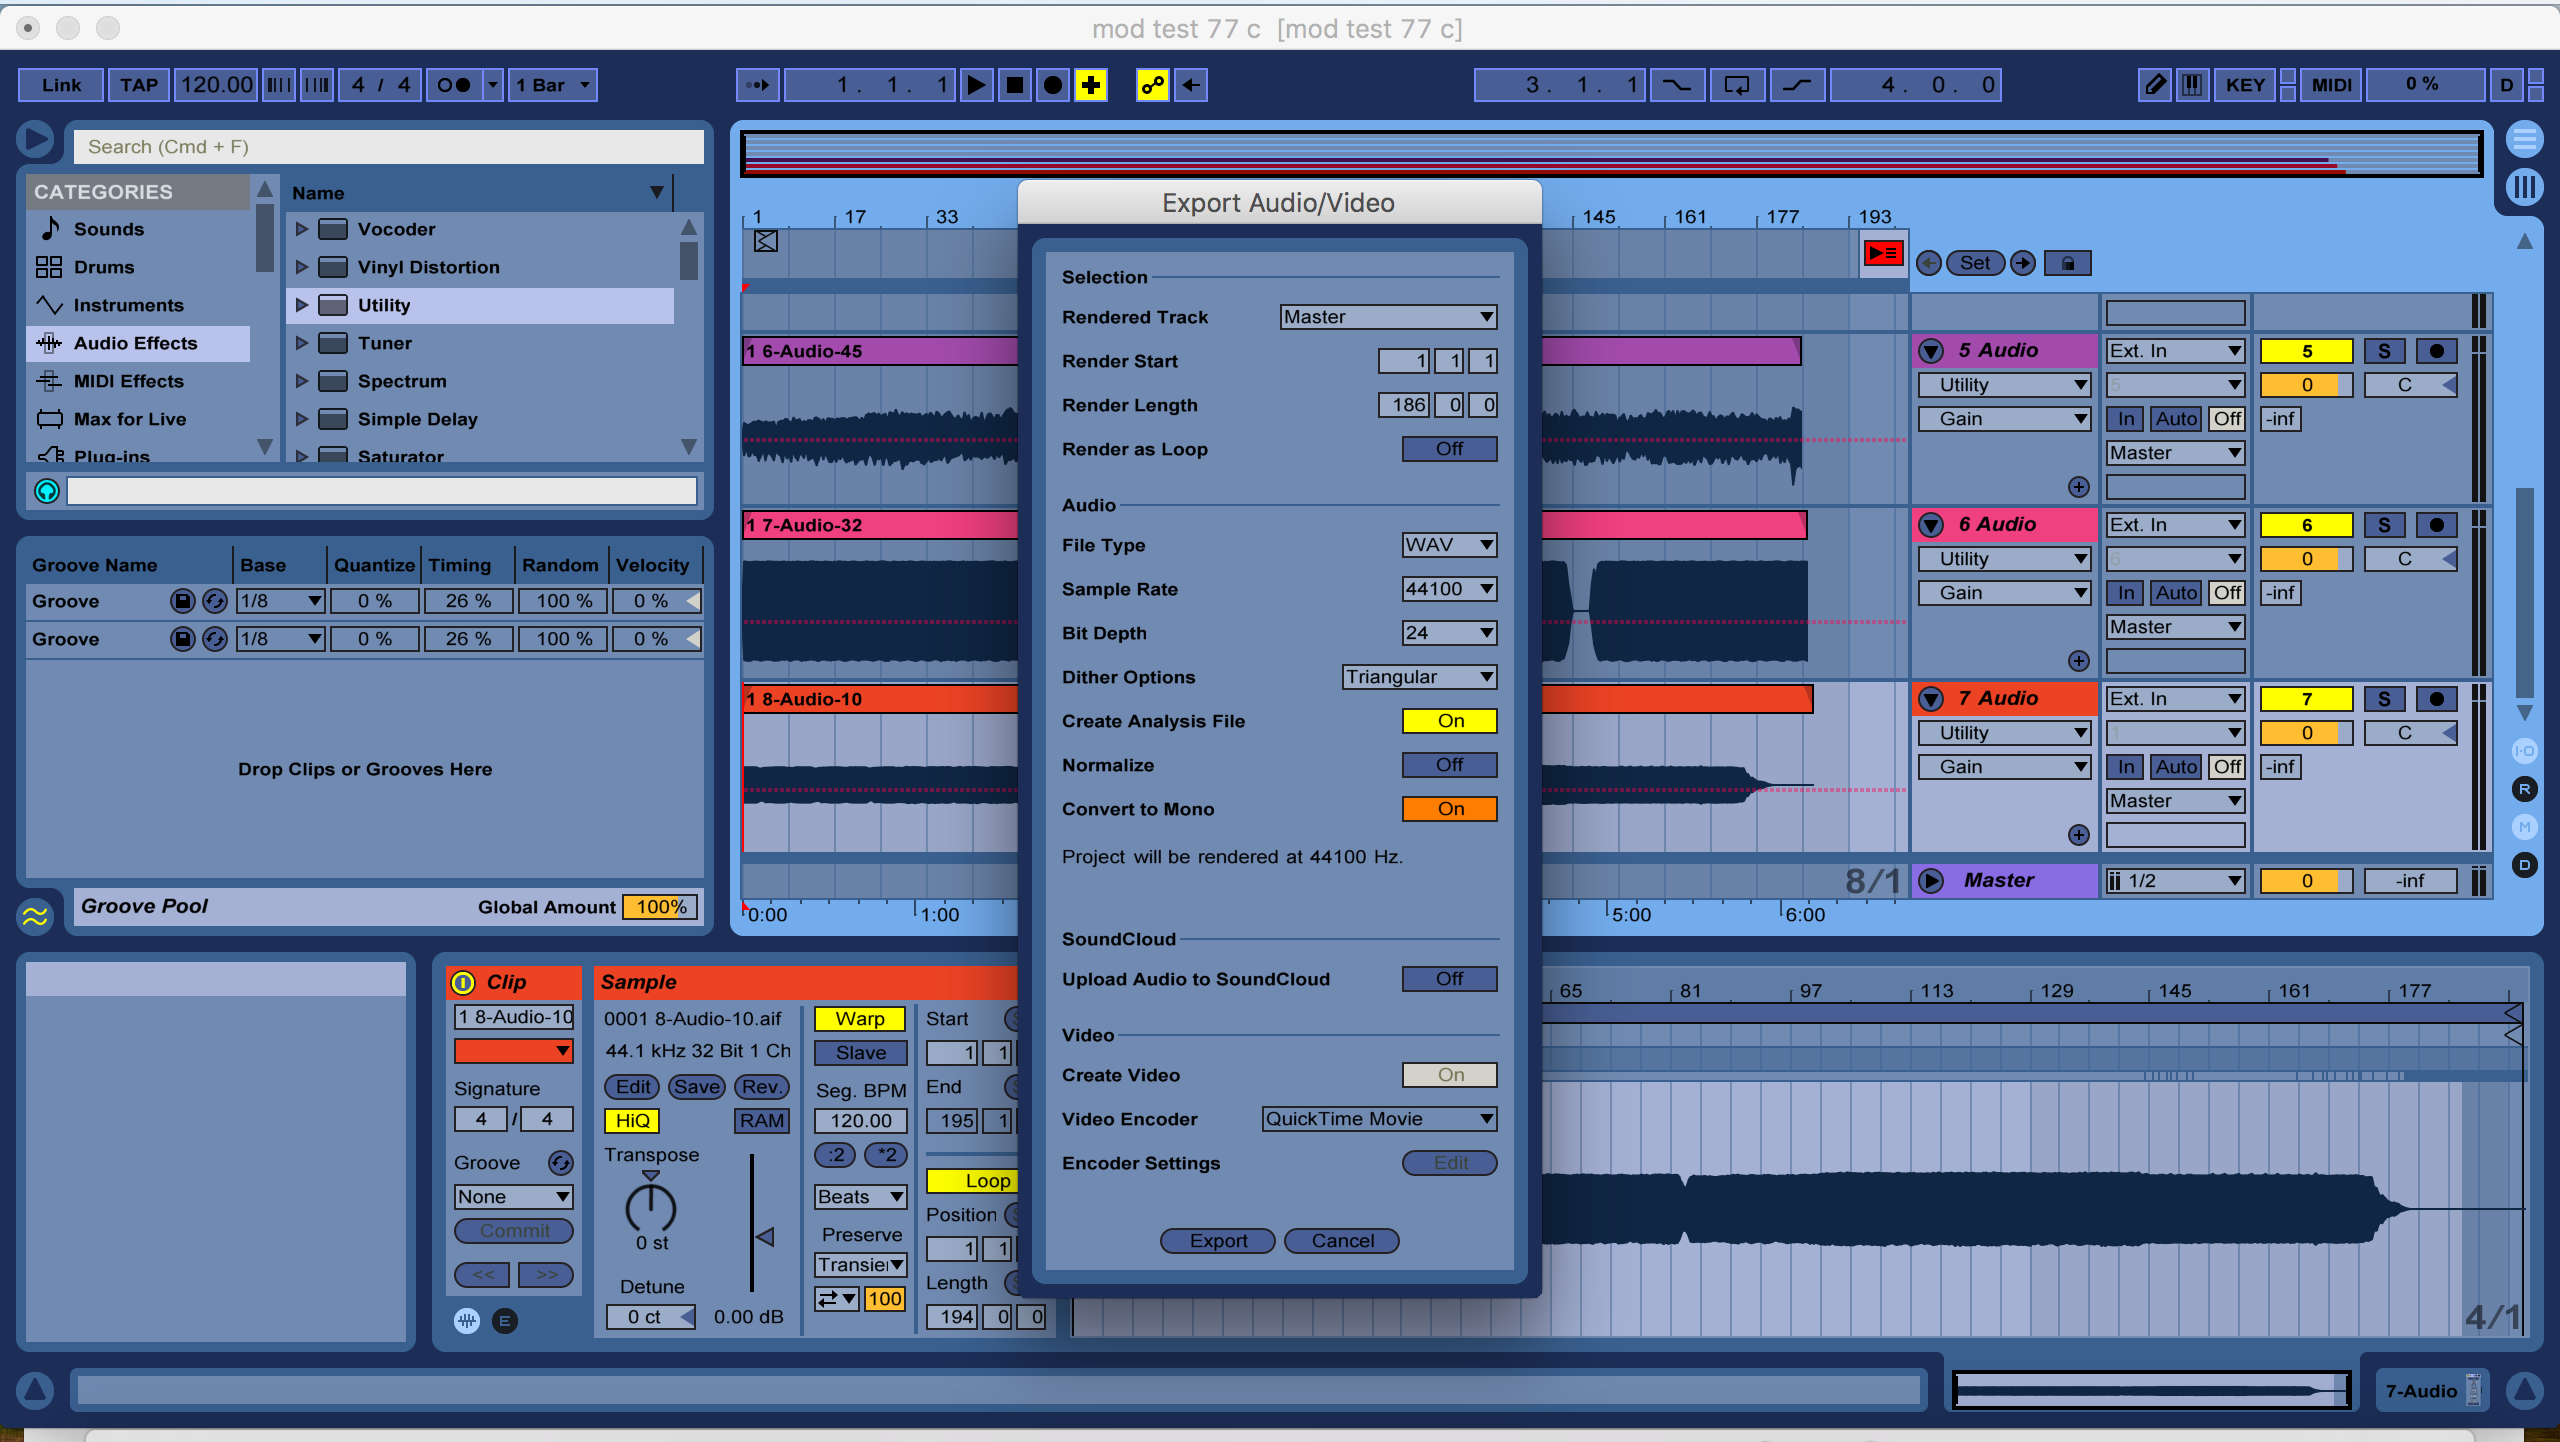 mod test 77 c [mod test 77 c]
Link TAP 120.00 4 / 4 1 Bar 1. 1. 1 3. 1. 1 4. 0. 0 KEY MIDI 0 % D
Search (Cmd + F)
CATEGORIES
Sounds
Drums
Instruments
Audio Effects
MIDI Effects
Max for Live
Plug-ins
Name
Vocoder
Vinyl Distortion
Utility
Tuner
Spectrum
Simple Delay
Saturator
Groove Name Base Quantize Timing Random Velocity
Groove 1/8 0 % 26 % 100 % 0 %
Groove 1/8 0 % 26 % 100 % 0 %
Drop Clips or Grooves Here
Groove Pool Global Amount 100%
1 17 33 145 161 177 193
Set
1 6-Audio-45
1 7-Audio-32
1 8-Audio-10
8/1
0:00 1:00 5:00 6:00
Export Audio/Video
Selection
Rendered Track Master
Render Start 1 1 1
Render Length 186 0 0
Render as Loop Off
Audio
File Type WAV
Sample Rate 44100
Bit Depth 24
Dither Options Triangular
Create Analysis File On
Normalize Off
Convert to Mono On
Project will be rendered at 44100 Hz.
SoundCloud
Upload Audio to SoundCloud Off
Video
Create Video On
Video Encoder QuickTime Movie
Encoder Settings Edit
Export Cancel
5 Audio Ext. In 5 S
Utility 5 0 C
Gain In Auto Off -inf
Master
6 Audio Ext. In 6 S
Utility 6 0 C
Gain In Auto Off -inf
Master
7 Audio Ext. In 7 S
Utility 1 0 C
Gain In Auto Off -inf
Master
Master 1/2 0 -inf
I·O
R
M
D
Clip
1 8-Audio-10
Signature
4 / 4
Groove
None
Commit
<< >>
E
Sample
0001 8-Audio-10.aif
44.1 kHz 32 Bit 1 Ch
Edit Save Rev.
HiQ RAM
Transpose
0 st
Detune
0 ct 0.00 dB
Warp
Slave
Seg. BPM
120.00
:2 *2
Beats
Preserve
Transie
100
Start
1 1
End
195 1
Loop
Position
1 1
Length
194 0 0
65 81 97 113 129 145 161 177
4/1
7-Audio